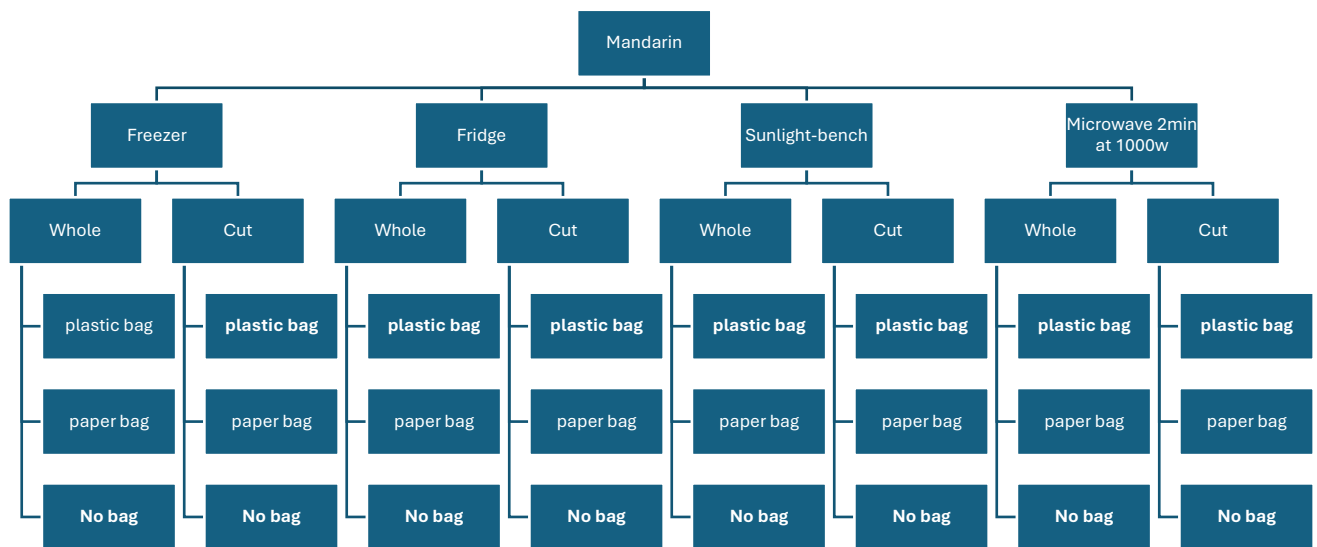 Mandarin
Freezer
Fridge
Sunlight-bench
Microwave 2min
at 1000w
Whole
Cut
Whole
Cut
Whole
Cut
Whole
Cut
plastic bag
plastic bag
plastic bag
plastic bag
plastic bag
plastic bag
plastic bag
plastic bag
paper bag
paper bag
paper bag
paper bag
paper bag
paper bag
paper bag
paper bag
No bag
No bag
No bag
No bag
No bag
No bag
No bag
No bag